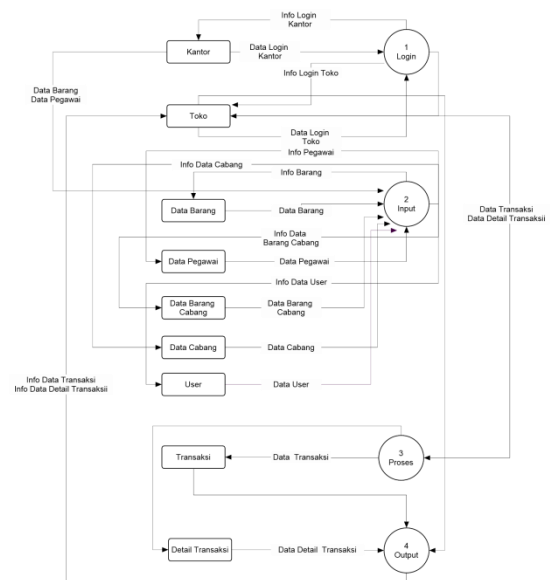 Info Login
Kantor
Kantor
Data Login
Kantor
1
Login
Info Login Toko
Data Barang
Data Pegawai
Toko
Data Login
Toko
Info Pegawai
Info Data Cabang
Info Barang
2
Input
Data Barang
Data Barang
Data Transaksi
Data Detail Transaksii
Info Data
Barang Cabang
Data Pegawai
Data Pegawai
Info Data User
Data Barang
Cabang
Data Barang
Cabang
Data Cabang
Data Cabang
User
Data User
Info Data Transaksi
Info Data Detail Transaksii
Transaksi
Data Transaksi
3
Proses
Detail Transaksi
Data Detail Transaksi
4
Output